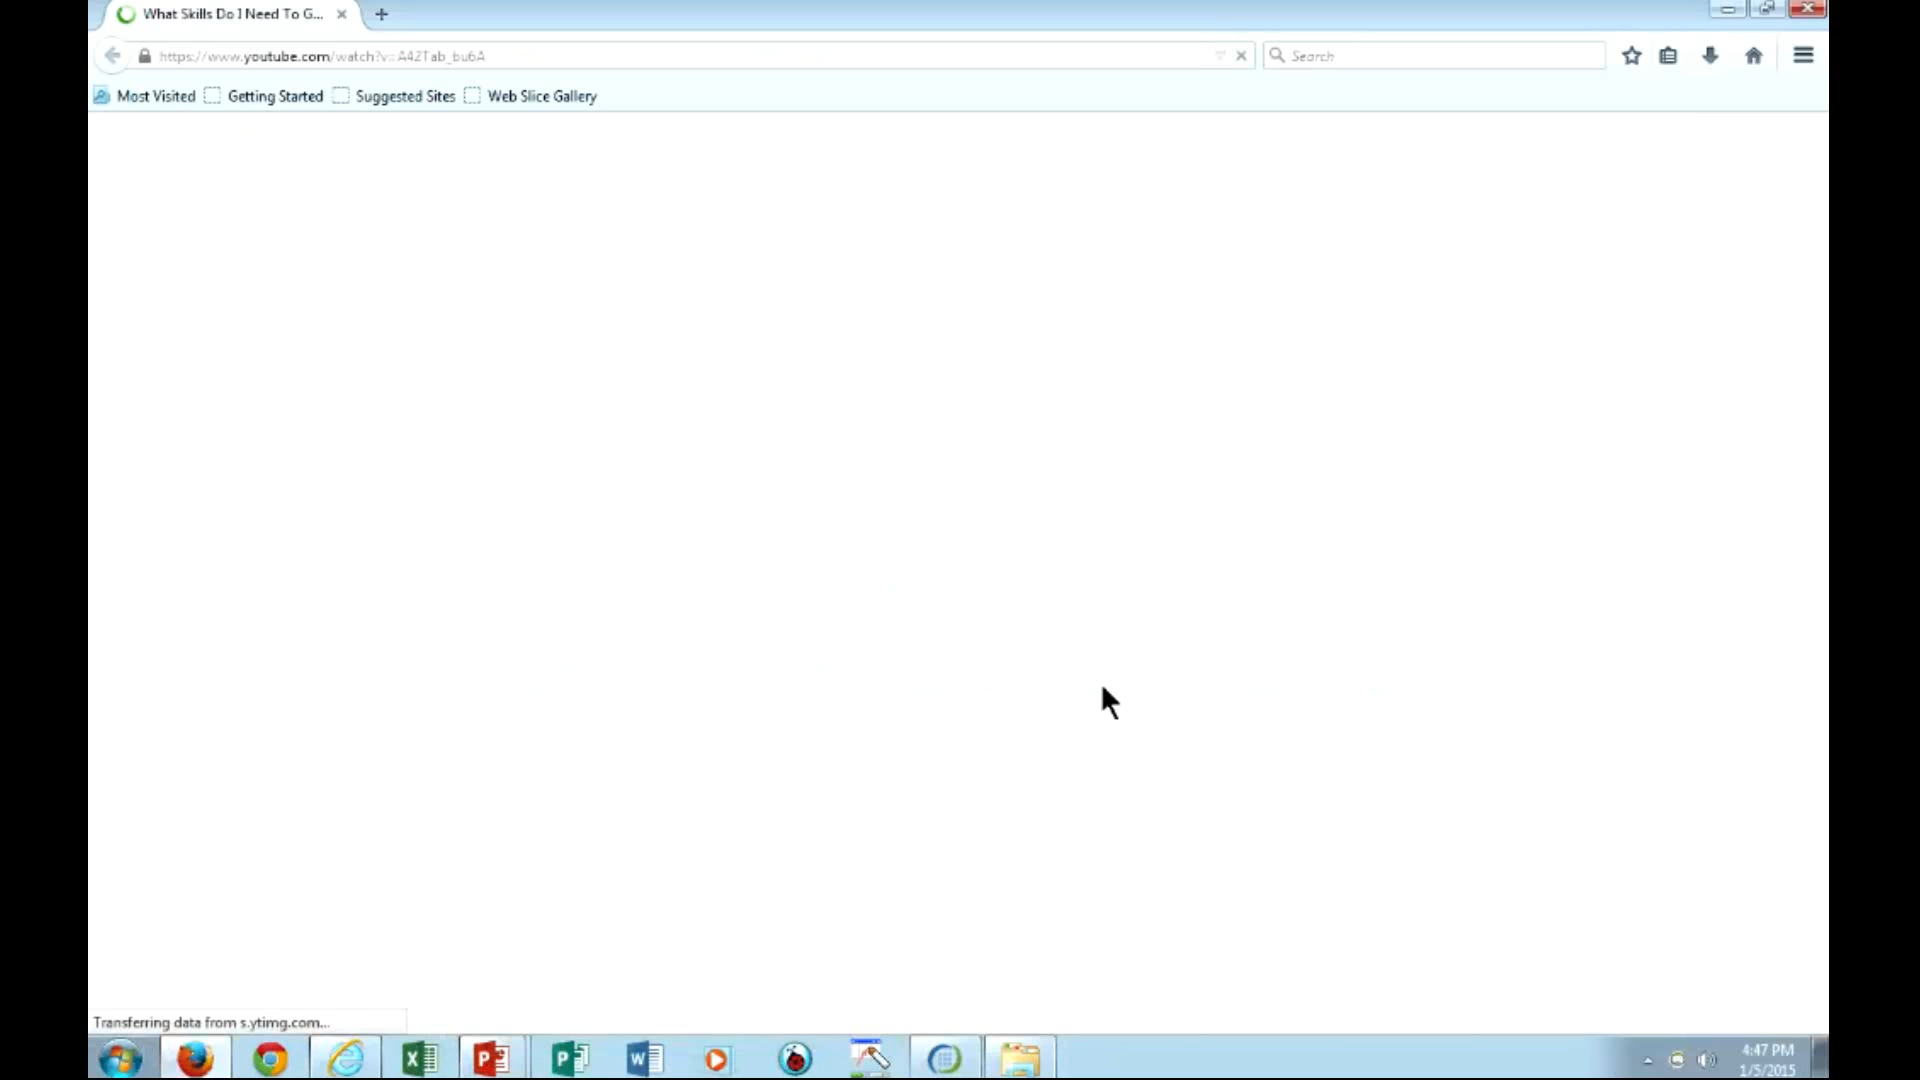 What Skills Do I Need To G...
https://www.youtube.com/watch?v=A42Tab_bu6A
Search
Most Visited Getting Started Suggested Sites Web Slice Gallery
Transferring data from s.ytimg.com...
4:47 PM
1/5/2015